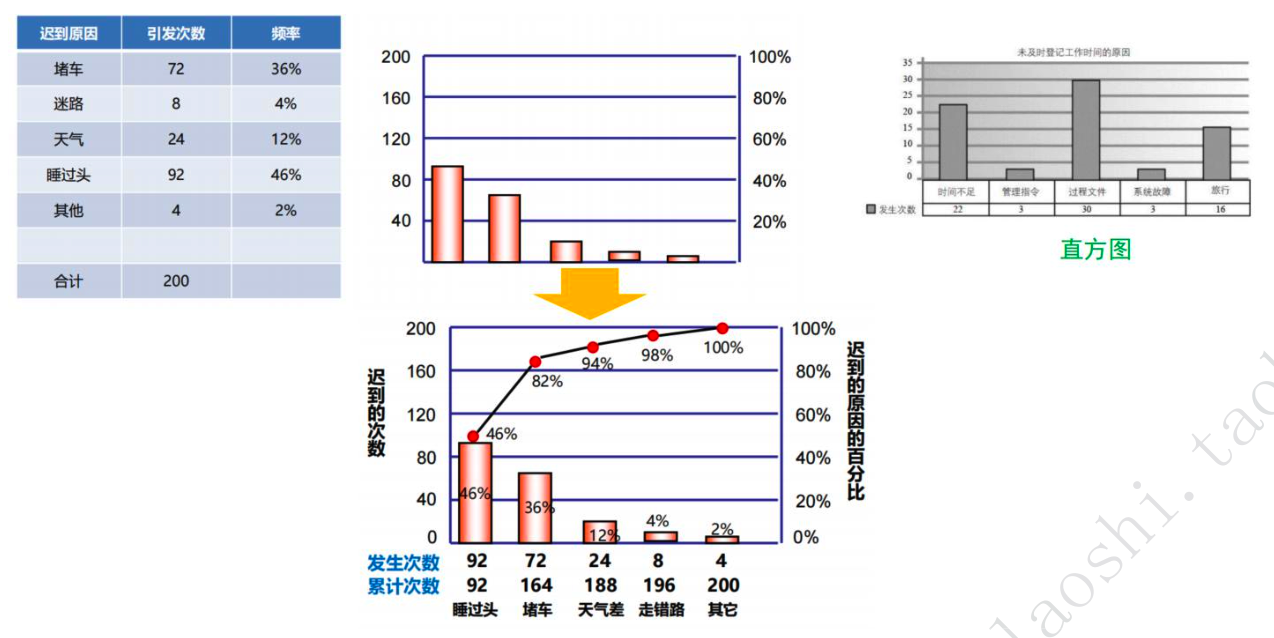 迟到原因 引发次数 频率
堵车 72 36%
迷路 8 4%
天气 24 12%
睡过头 92 46%
其他 4 2%
合计 200
200 100%
160 80%
120 60%
80 40%
40 20%
未及时登记工作时间的原因
35
30
25
20
15
10
5
0
时间不足 管理指令 过程文件 系统故障 旅行
发生次数 22 3 30 3 16
直方图
迟到的次数
200 100%
160 80%
120 60%
80 40%
40 20%
0 0%
迟到的原因的百分比
46% 82% 94% 98% 100%
46% 36% 12% 4% 2%
发生次数 92 72 24 8 4
累计次数 92 164 188 196 200
睡过头 堵车 天气差 走错路 其它